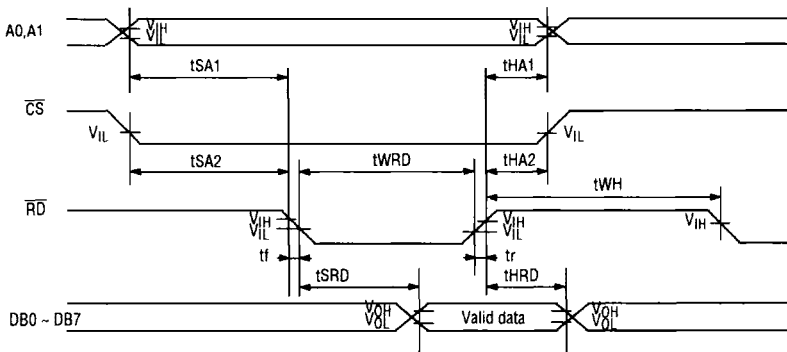 A0,A1 VIH VIL VIH VIL
tSA1 tHA1
CS VIL VIL
tSA2 tWRD tHA2
tWH
RD VIH VIL VIH VIL VIH
tf tr
tSRD tHRD
DB0 ~ DB7 VOH VOL Valid data VOH VOL